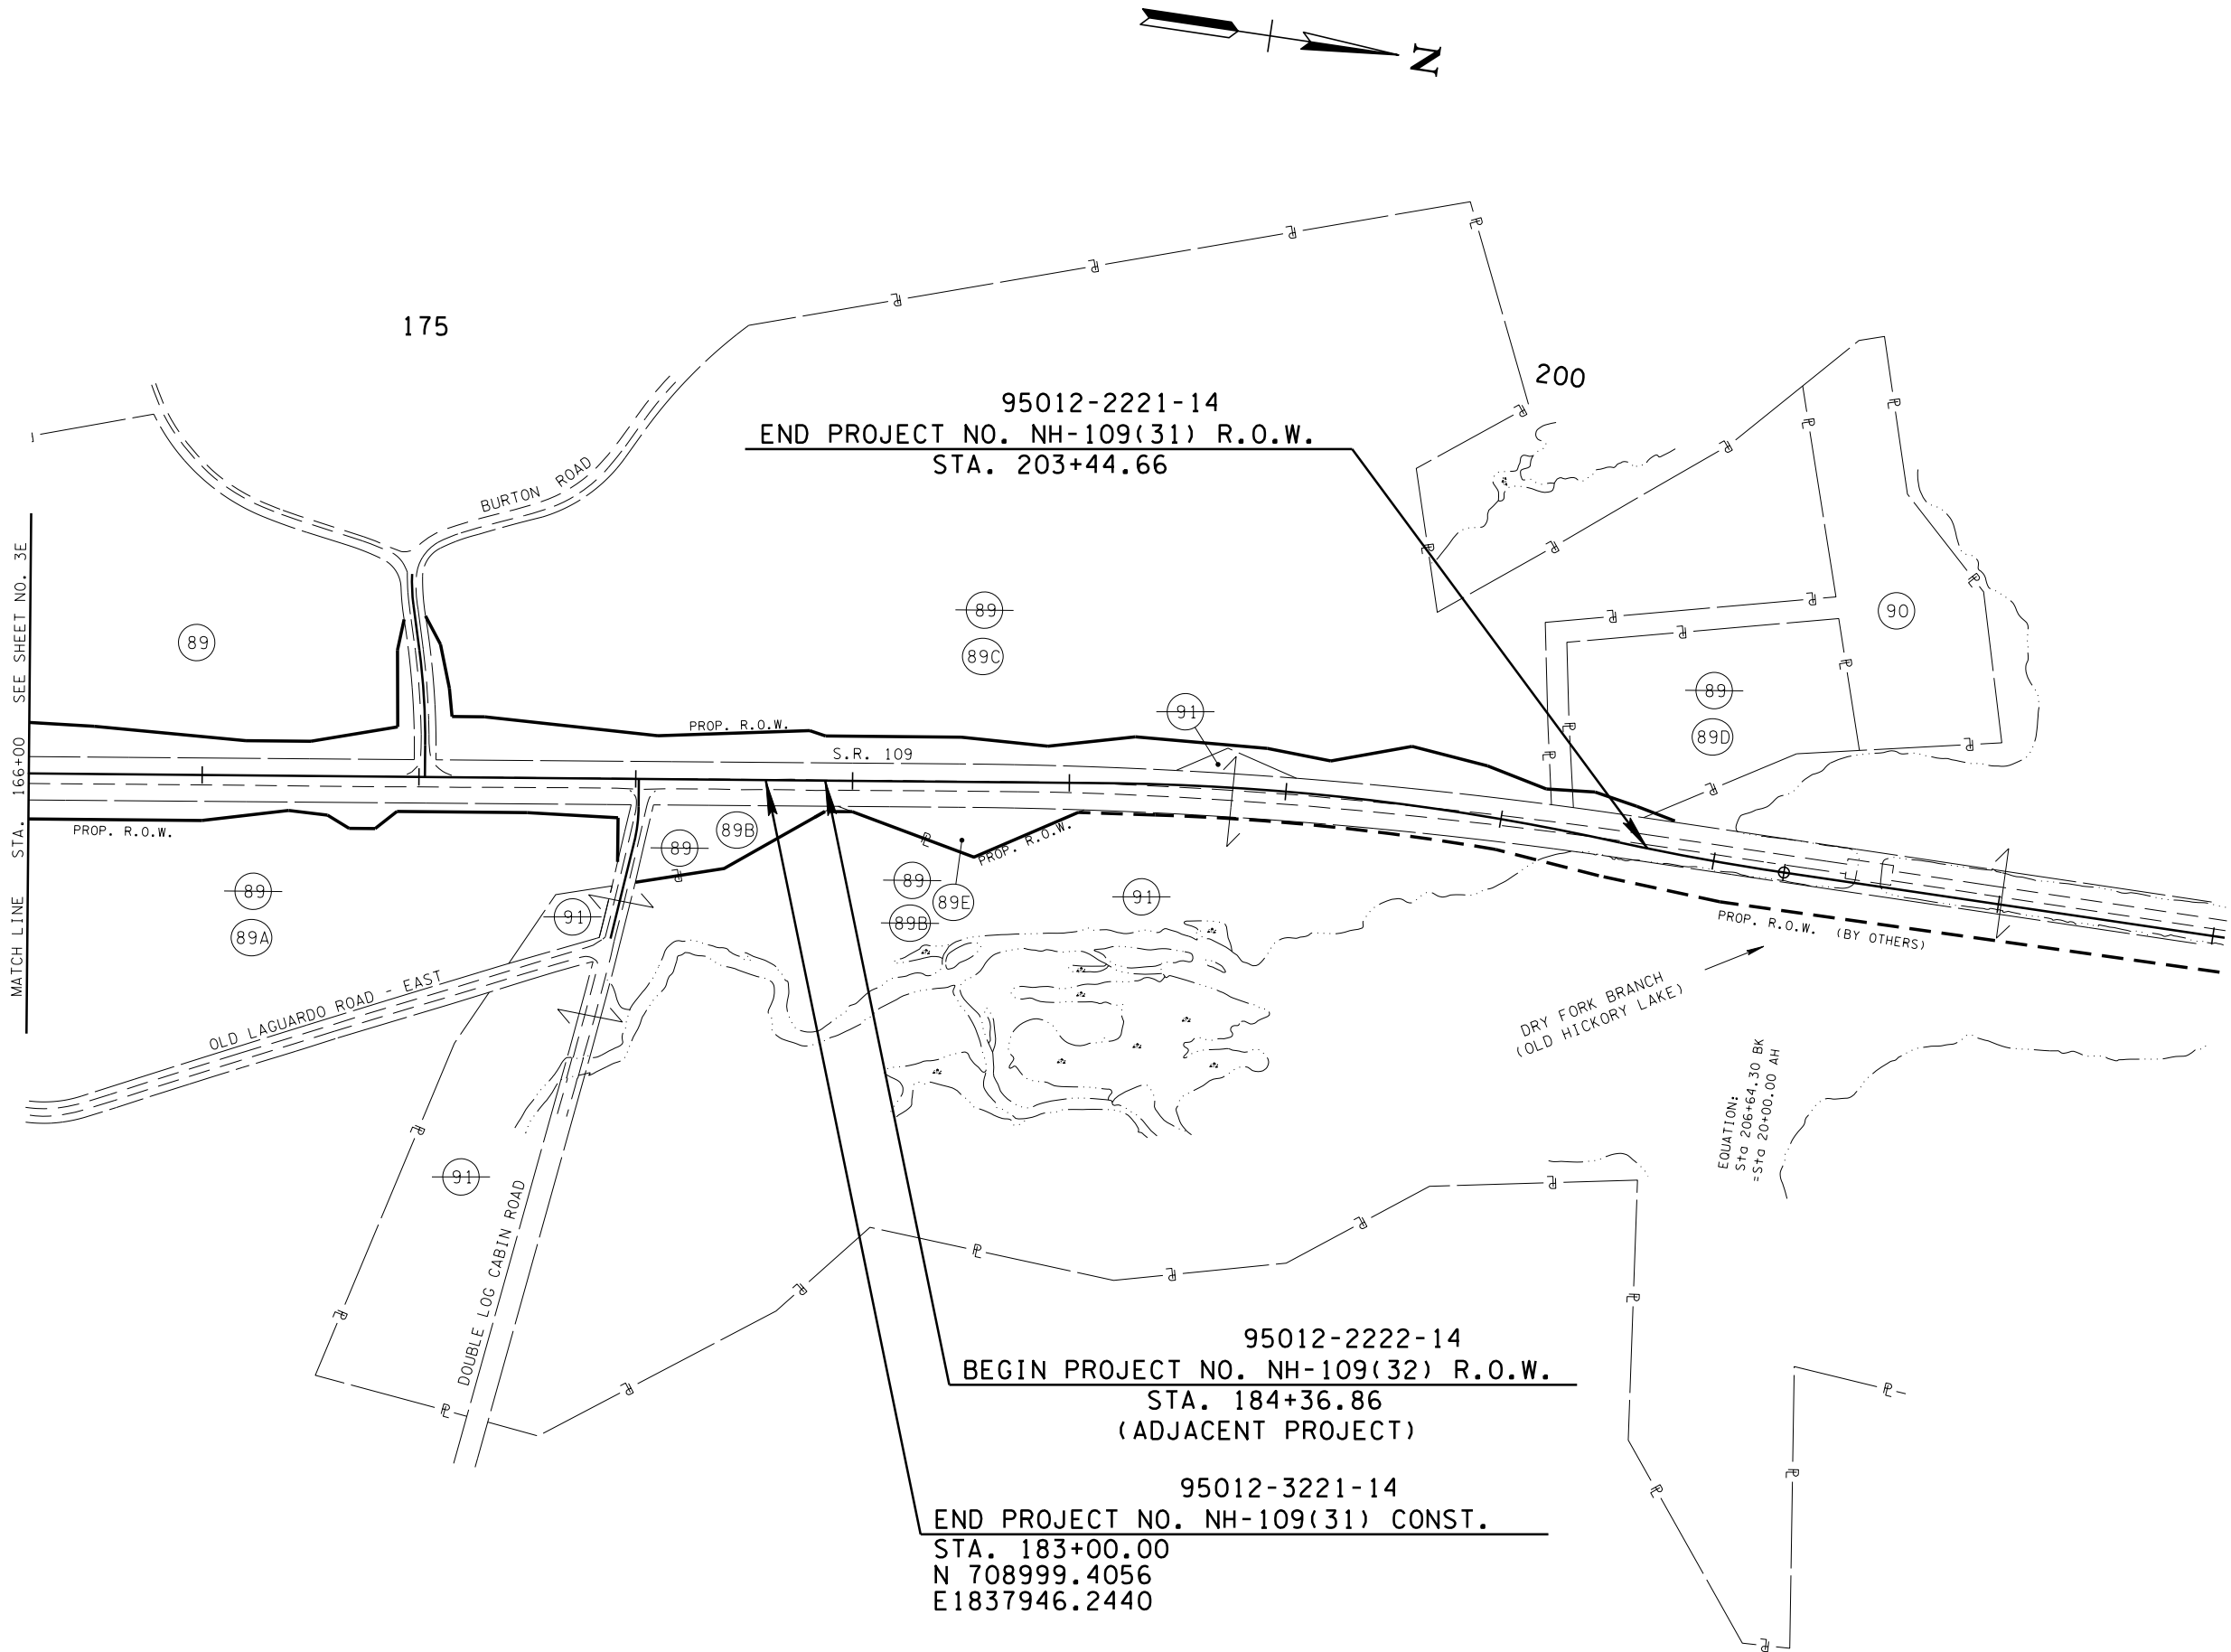 N
175
200
95012-2221-14
END PROJECT NO. NH-109(31) R.O.W.
STA. 203+44.66
BURTON ROAD
MATCH LINE STA. 166+00 SEE SHEET NO. 3E
89
89
89C
90
89
89D
91
PROP. R.O.W.
S.R. 109
PROP. R.O.W.
89
89B
89
89A
91
89
89B
89E
PROP. R.O.W.
91
PROP. R.O.W. (BY OTHERS)
OLD LAGUARDO ROAD - EAST
DRY FORK BRANCH
(OLD HICKORY LAKE)
EQUATION:
Sta 206+64.30 BK
=Sta 20+00.00 AH
91
DOUBLE LOG CABIN ROAD
95012-2222-14
BEGIN PROJECT NO. NH-109(32) R.O.W.
STA. 184+36.86
(ADJACENT PROJECT)
95012-3221-14
END PROJECT NO. NH-109(31) CONST.
STA. 183+00.00
N 708999.4056
E1837946.2440